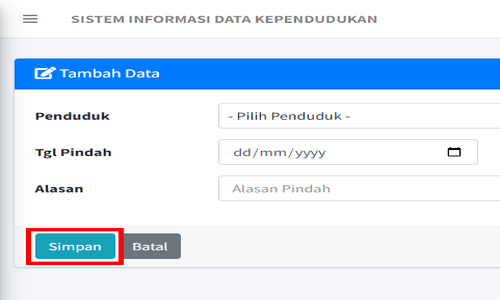 SISTEM INFORMASI DATA KEPENDUDUKAN
Tambah Data
Penduduk - Pilih Penduduk -
Tgl Pindah dd/mm/yyyy
Alasan Alasan Pindah
Simpan Batal